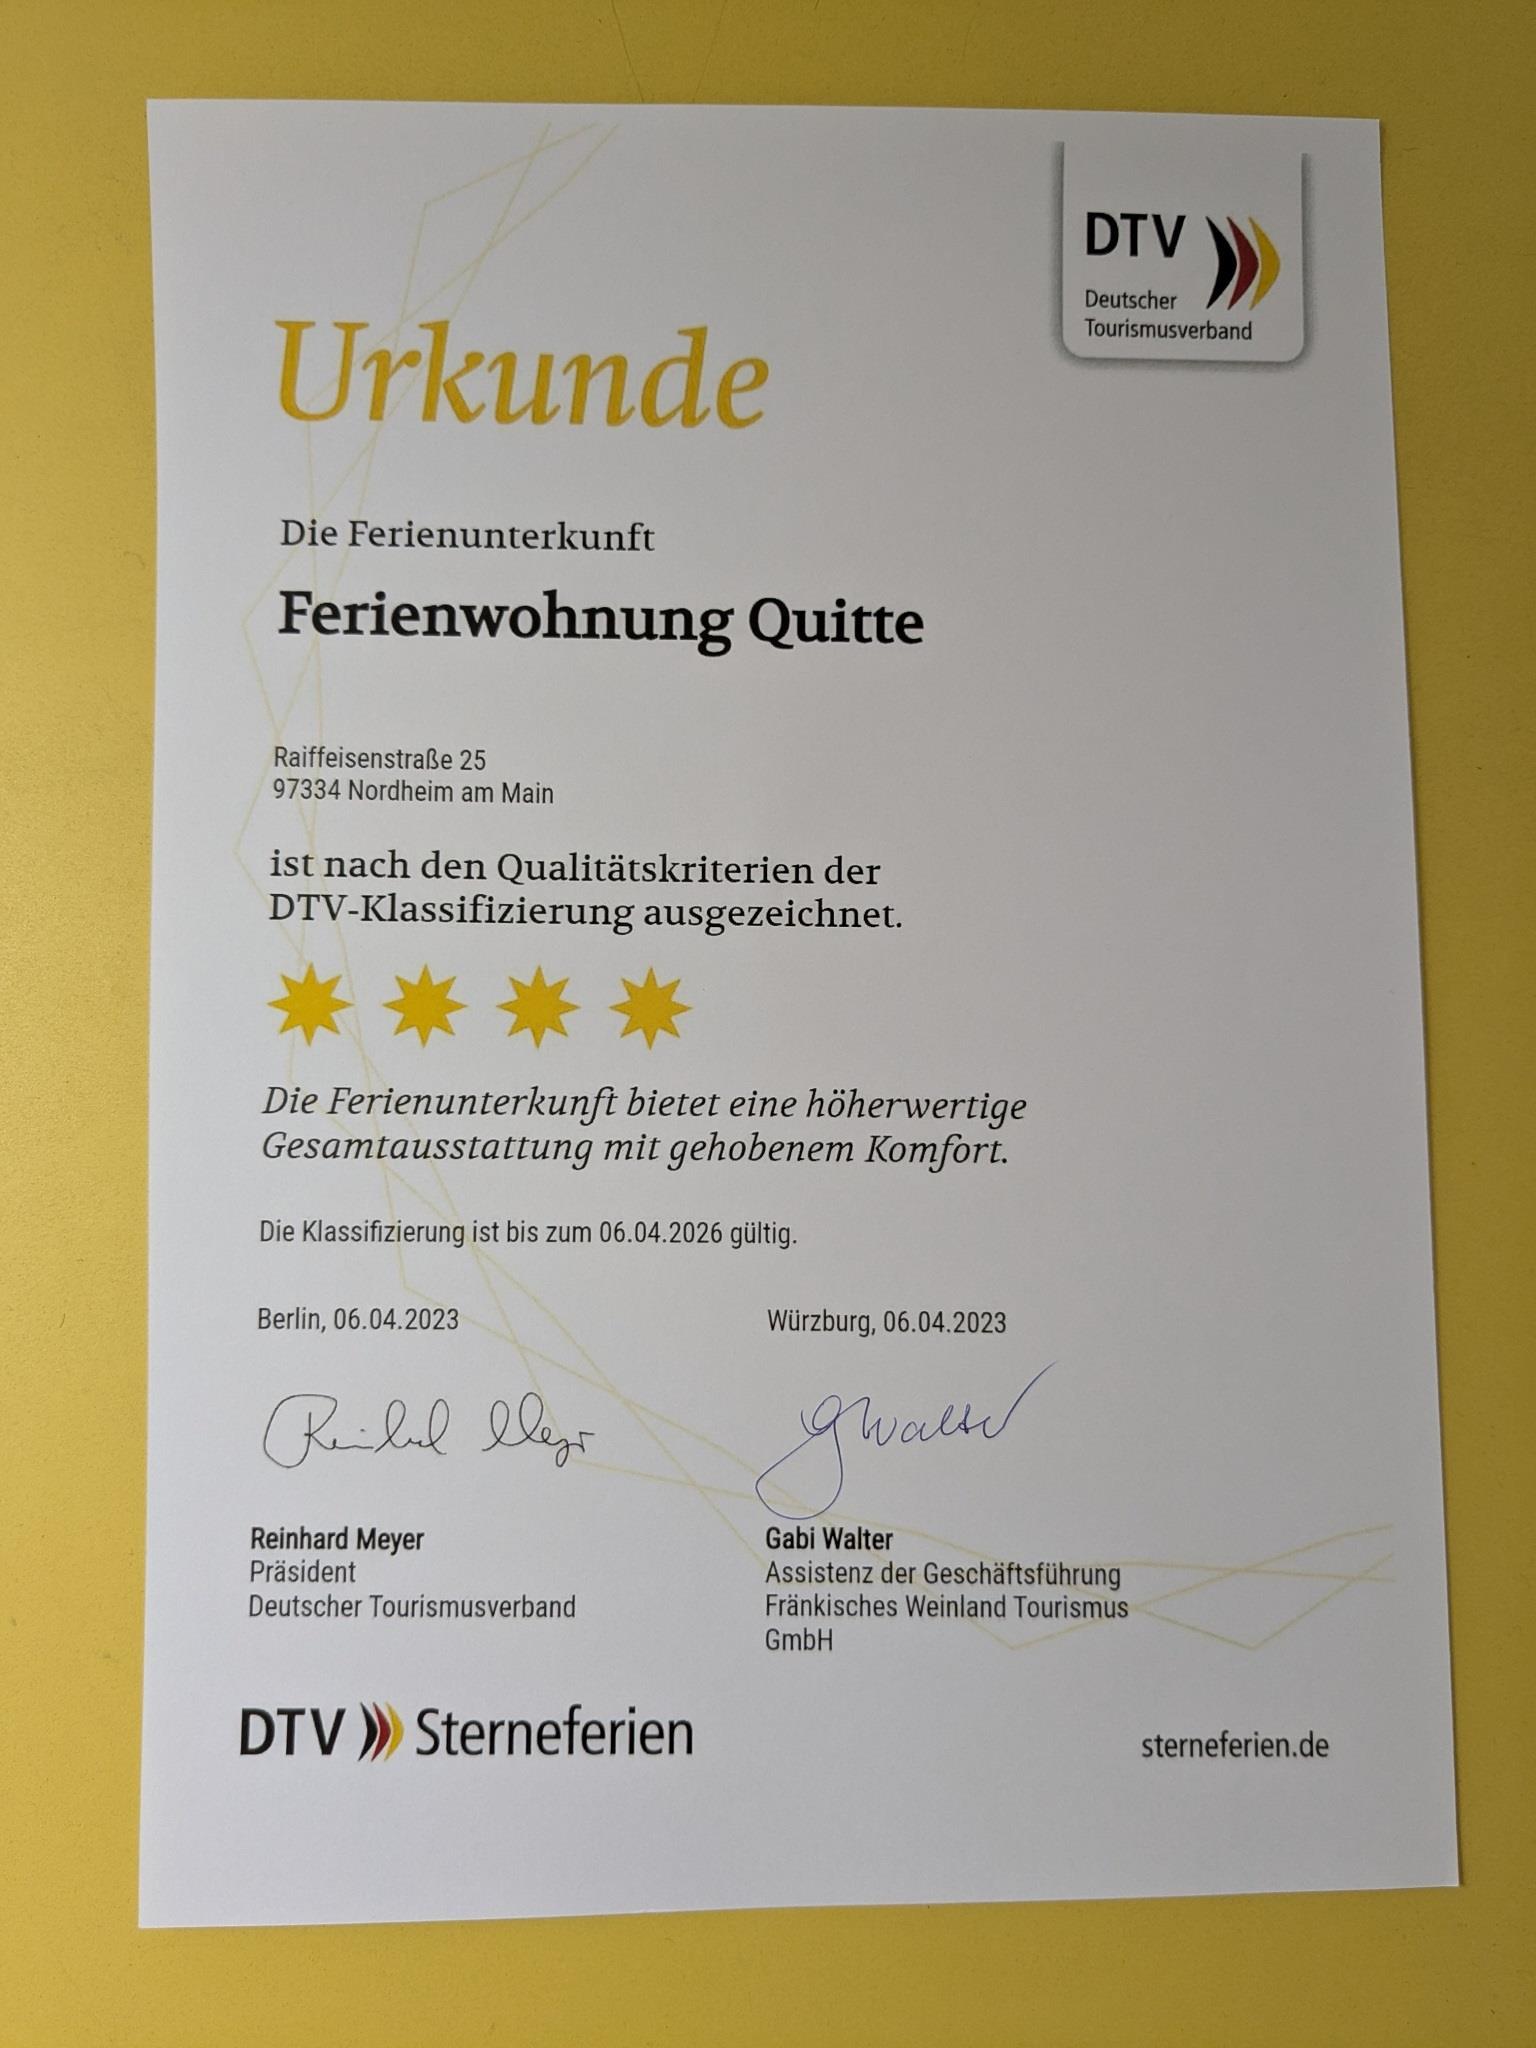 DTV
Deutscher
Tourismusverband
Urkunde
Die Ferienunterkunft
Ferienwohnung Quitte
Raiffeisenstraße 25
97334 Nordheim am Main
ist nach den Qualitätskriterien der
DTV-Klassifizierung ausgezeichnet.
Die Ferienunterkunft bietet eine höherwertige
Gesamtausstattung mit gehobenem Komfort.
Die Klassifizierung ist bis zum 06.04.2026 gültig.
Berlin, 06.04.2023
Reinhard Meyer
Reinhard Meyer
Präsident
Deutscher Tourismusverband
Würzburg, 06.04.2023
GWalter
Gabi Walter
Assistenz der Geschäftsführung
Fränkisches Weinland Tourismus
GmbH
DTV Sterneferien
sterneferien.de